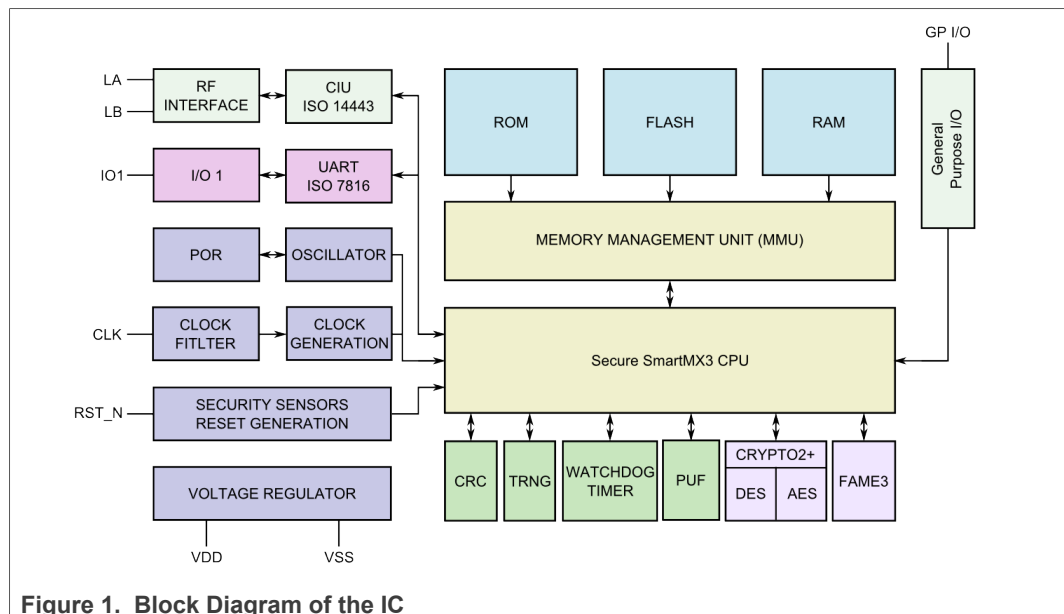 GP I/O
LA
LB
RF
INTERFACE
CIU
ISO 14443
ROM
FLASH
RAM
General
Purpose I/O
IO1
I/O 1
UART
ISO 7816
MEMORY MANAGEMENT UNIT (MMU)
POR
OSCILLATOR
CLK
CLOCK
FITLTER
CLOCK
GENERATION
Secure SmartMX3 CPU
RST_N
SECURITY SENSORS
RESET GENERATION
VOLTAGE REGULATOR
VDD
VSS
CRC
TRNG
WATCHDOG
TIMER
PUF
CRYPTO2+
DES
AES
FAME3
Figure 1. Block Diagram of the IC